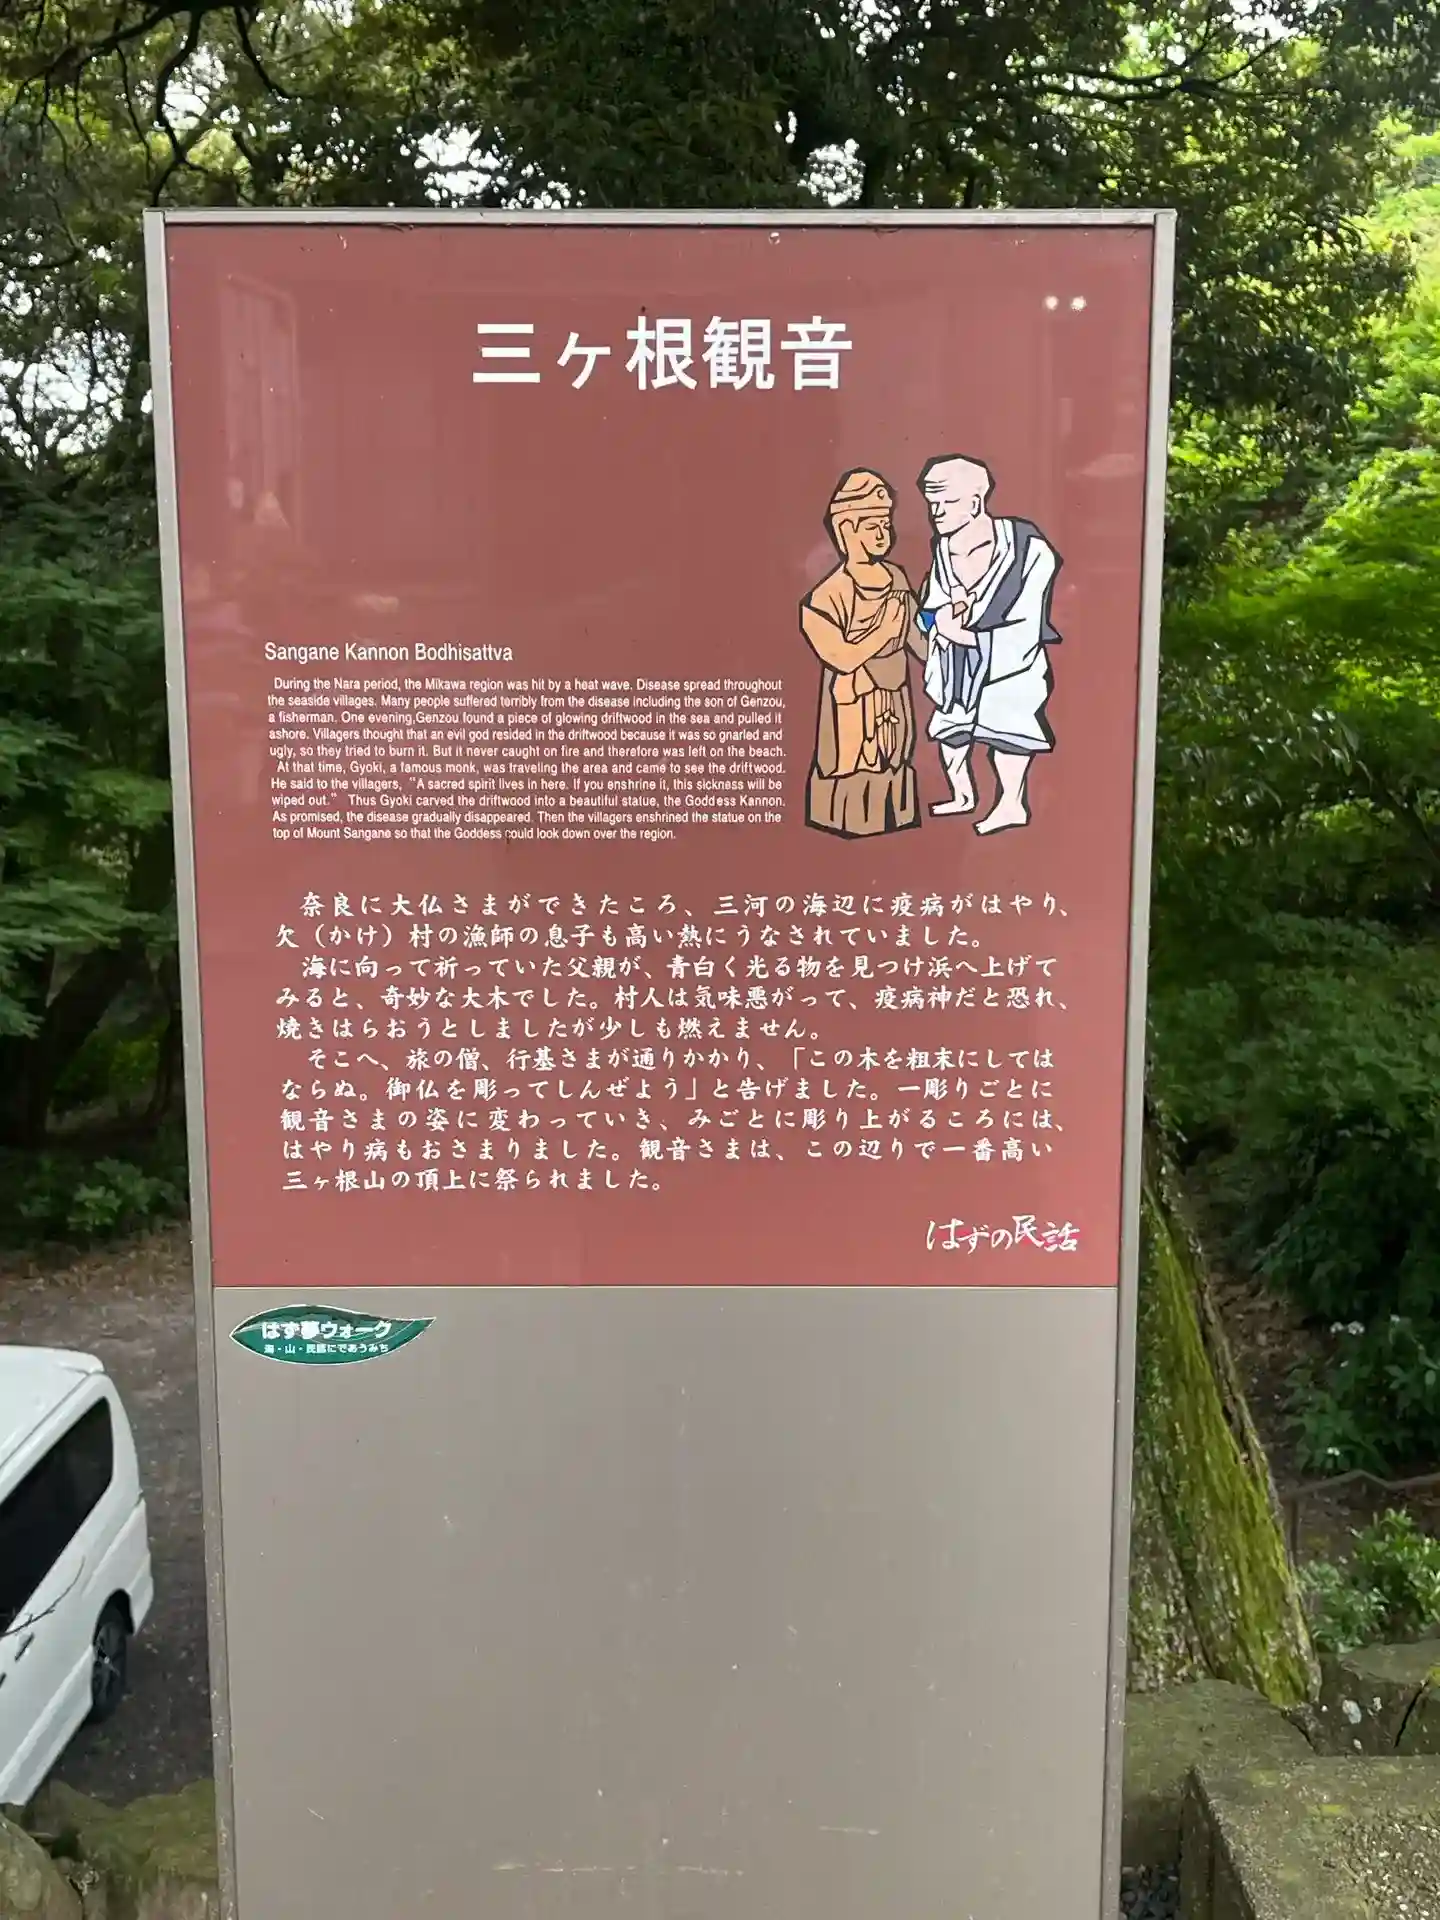 三ヶ根観音
Sangane Kannon Bodhisattva
During the Nara period, the Mikawa region was hit by a heat wave. Disease spread throughout
the seaside villages. Many people suffered terribly from the disease including the son of Genzou,
a fisherman. One evening,Genzou found a piece of glowing driftwood in the sea and pulled it
ashore. Villagers thought that an evil god resided in the driftwood because it was so gnarled and
ugly, so they tried to burn it. But it never caught on fire and therefore was left on the beach.
At that time, Gyoki, a famous monk, was traveling the area and came to see the driftwood.
He said to the villagers, "A sacred spirit lives in here. If you enshrine it, this sickness will be
wiped out." Thus Gyoki carved the driftwood into a beautiful statue, the Goddess Kannon.
As promised, the disease gradually disappeared. Then the villagers enshrined the statue on the
top of Mount Sangane so that the Goddess could look down over the region.
奈良に大仏さまができたころ、三河の海辺に疫病がはやり、
欠（かけ）村の漁師の息子も高い熱にうなされていました。
海に向って祈っていた父親が、青白く光る物を見つけ浜へ上げて
みると、奇妙な大木でした。村人は気味悪がって、疫病神だと恐れ、
焼きはらおうとしましたが少しも燃えません。
そこへ、旅の僧、行基さまが通りかかり、「この木を粗末にしては
ならぬ。御仏を彫ってしんぜよう」と告げました。一彫りごとに
観音さまの姿に変わっていき、みごとに彫り上がるころには、
はやり病もおさまりました。観音さまは、この辺りで一番高い
三ヶ根山の頂上に祭られました。
はずの民話
はず夢ウォーク
海・山・民話にであうみち